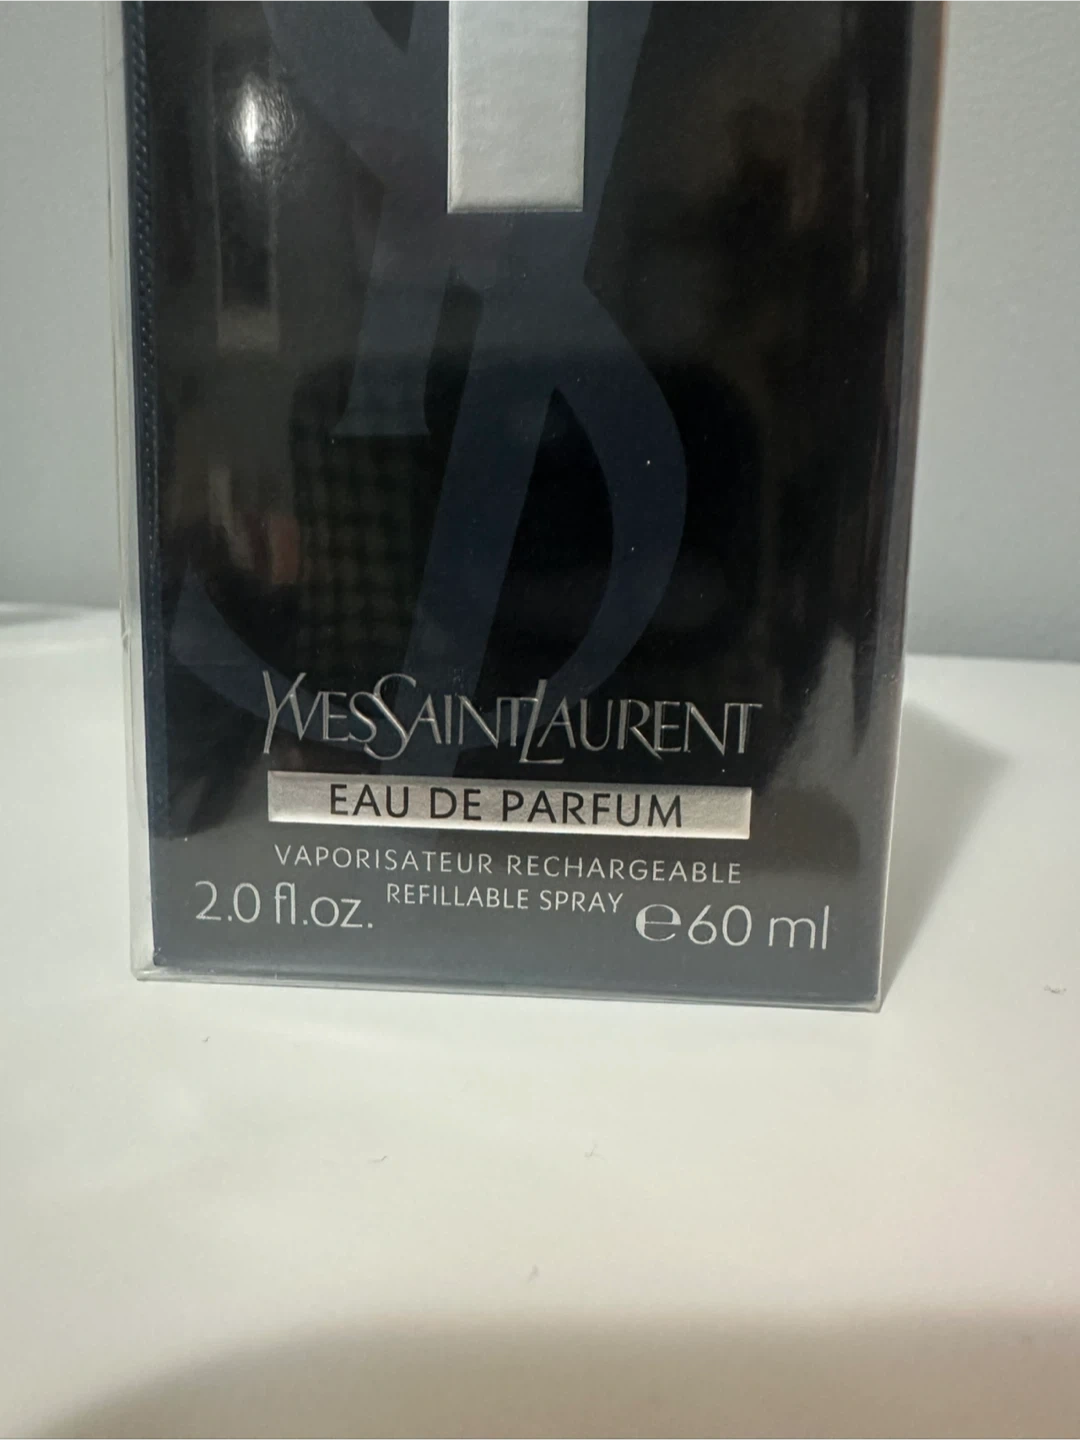 YVESSAINTLAURENT
EAU DE PARFUM
VAPORISATEUR RECHARGEABLE
REFILLABLE SPRAY
2.0 fl.oz. ℮60 ml